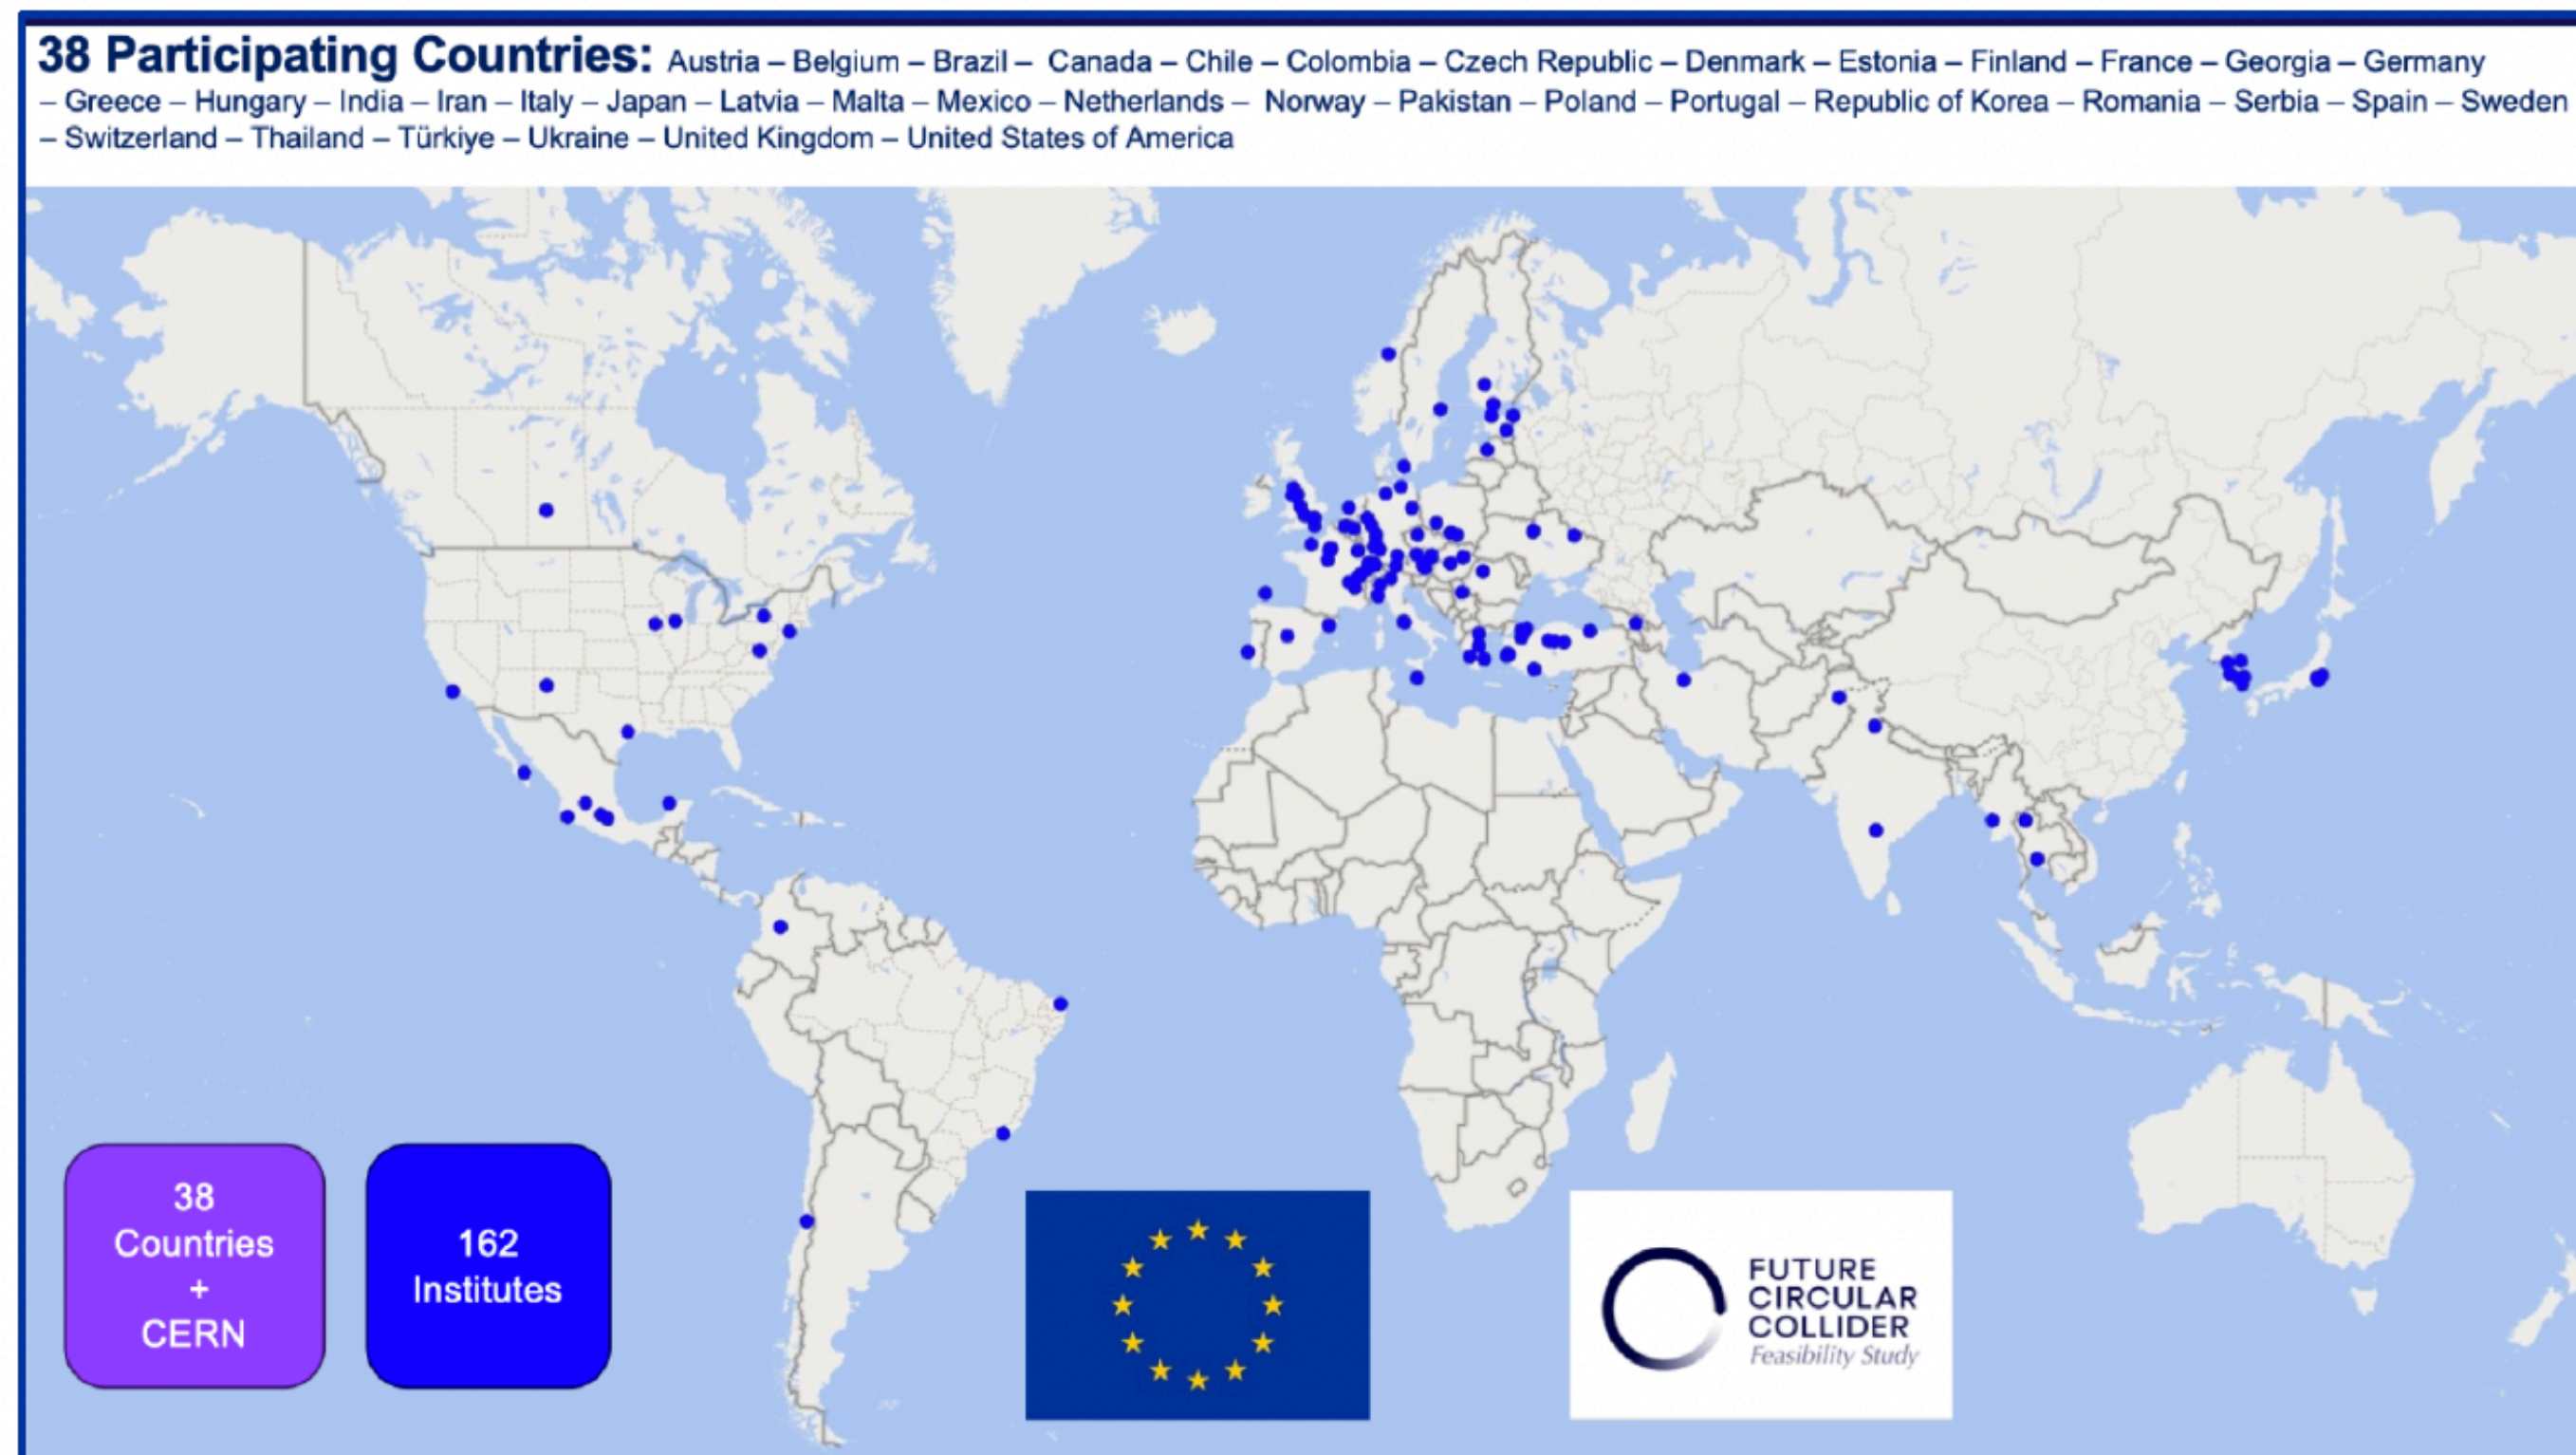 38 Participating Countries: Austria – Belgium – Brazil – Canada – Chile – Colombia – Czech Republic – Denmark – Estonia – Finland – France – Georgia – Germany
– Greece – Hungary – India – Iran – Italy – Japan – Latvia – Malta – Mexico – Netherlands – Norway – Pakistan – Poland – Portugal – Republic of Korea – Romania – Serbia – Spain – Sweden
– Switzerland – Thailand – Türkiye – Ukraine – United Kingdom – United States of America
38
Countries
+
CERN
162
Institutes
FUTURE
CIRCULAR
COLLIDER
Feasibility Study